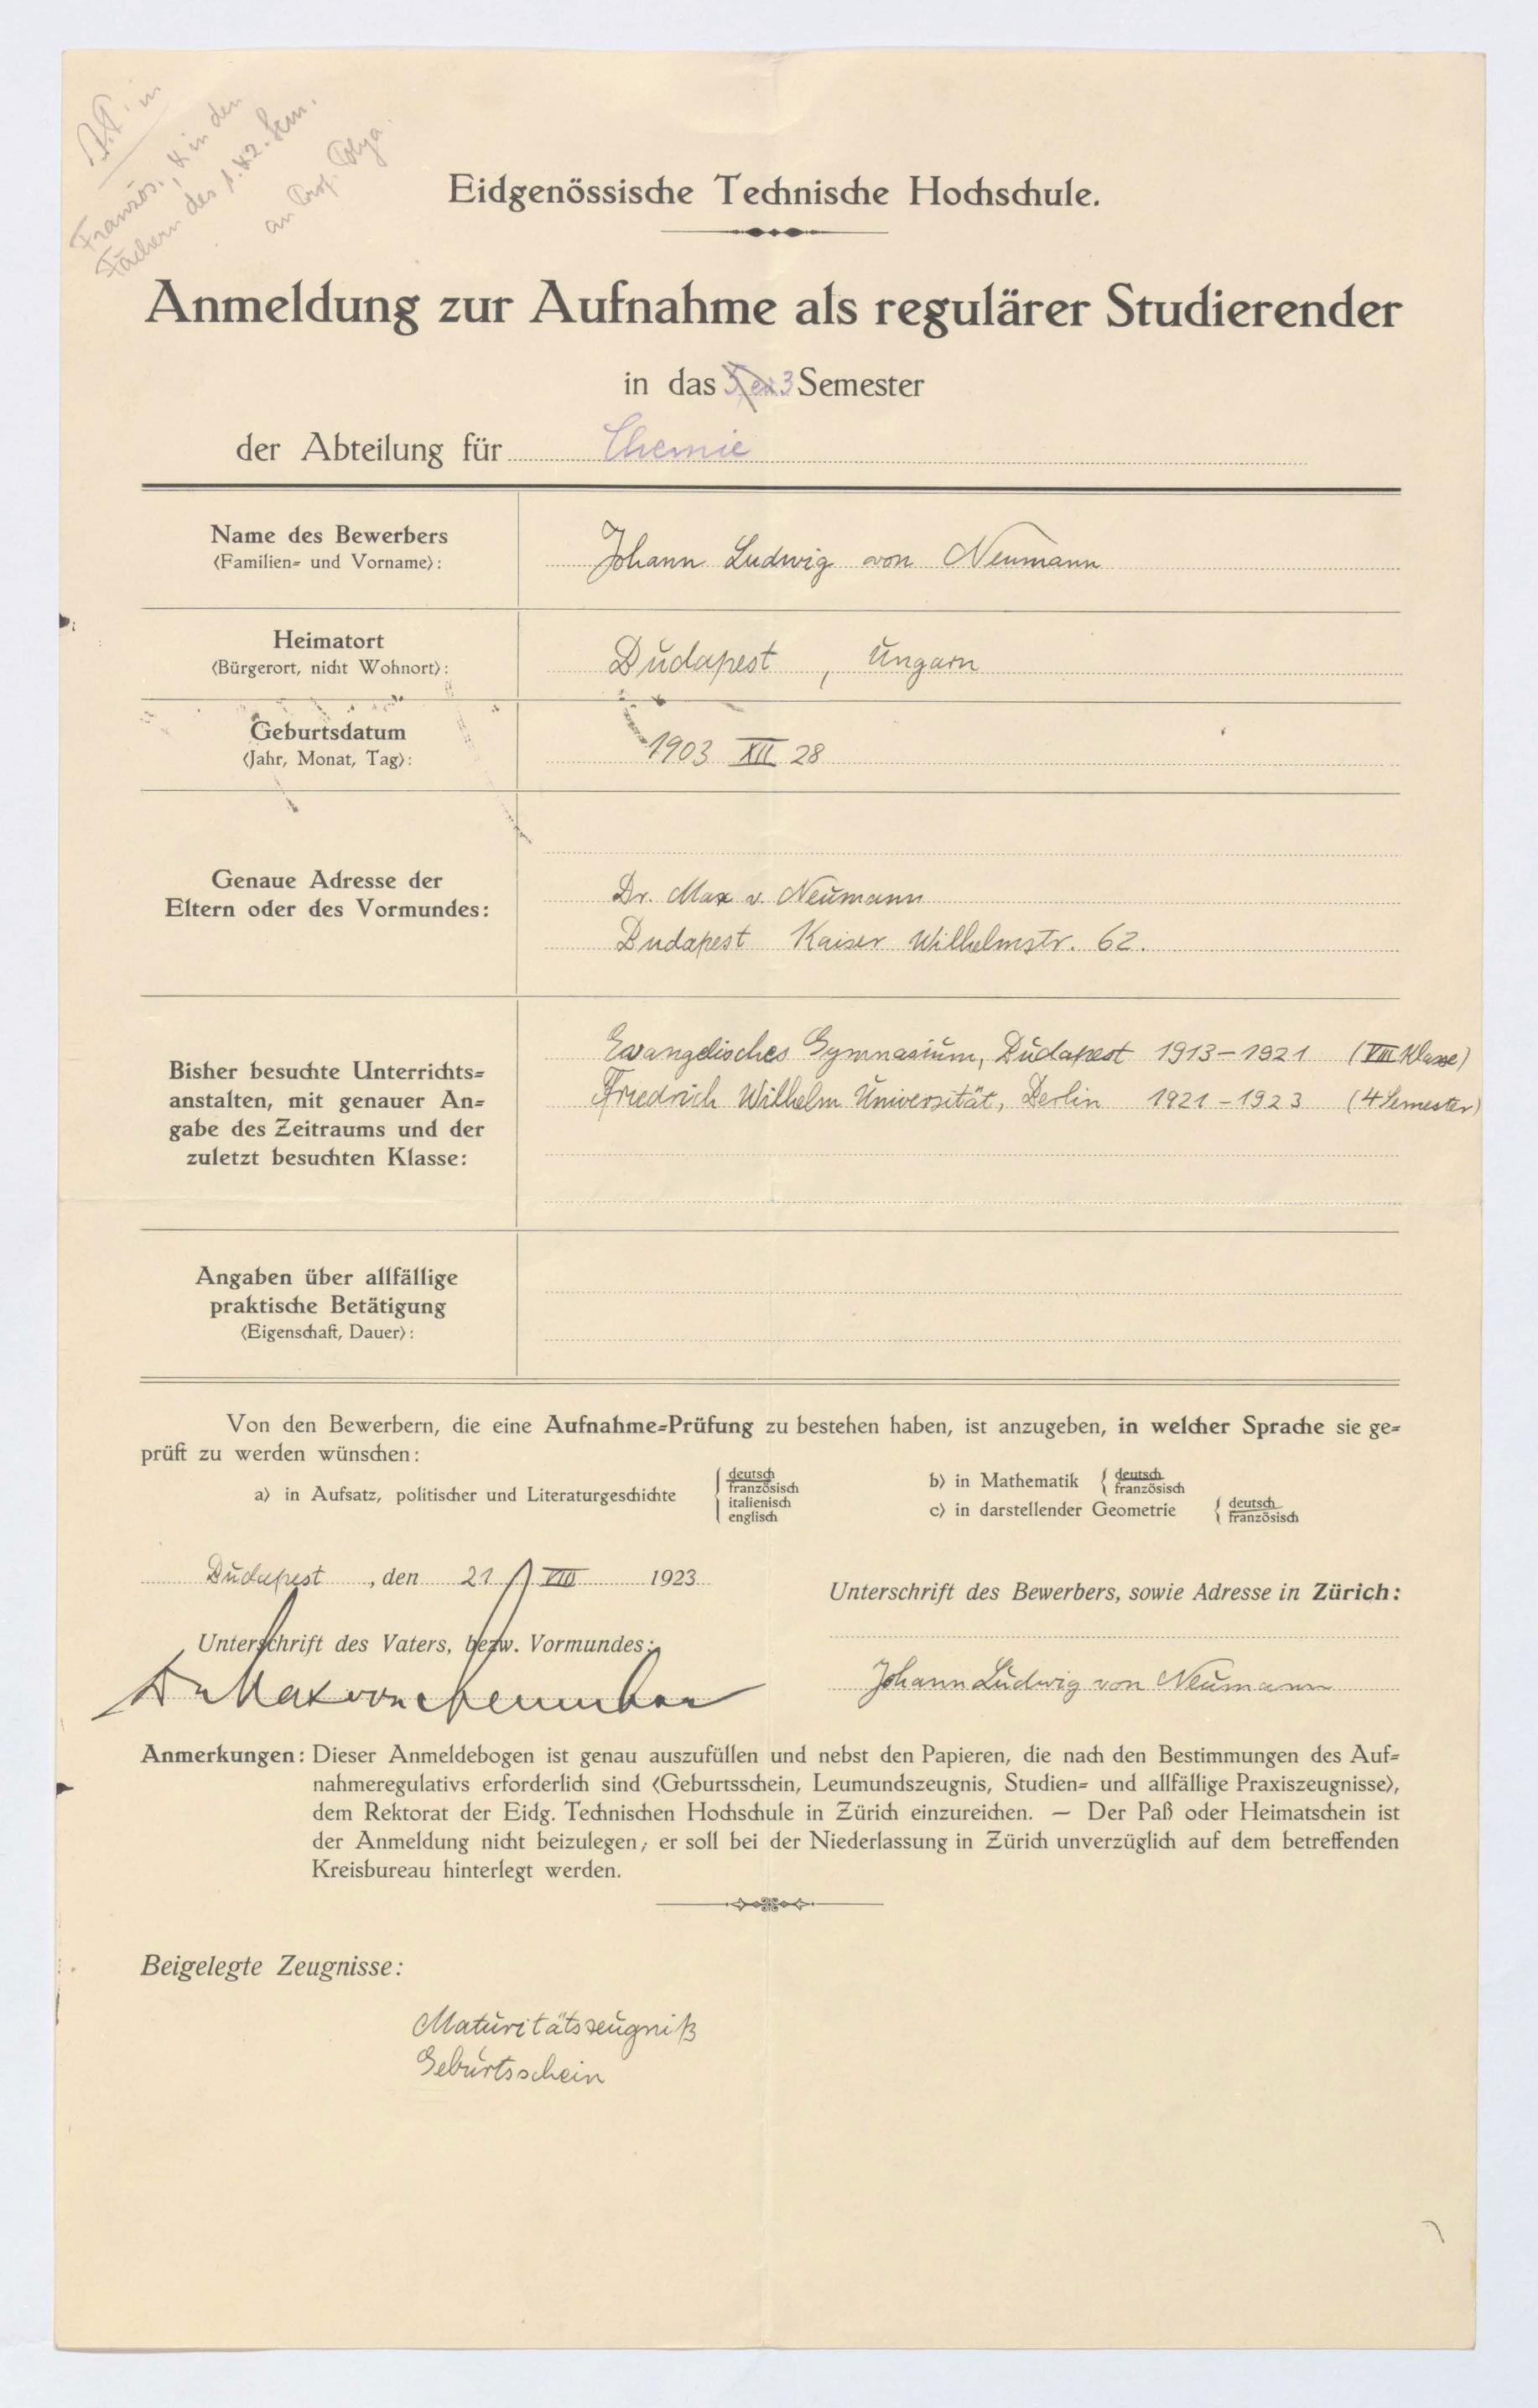 Französ., & in den
Fächern des 1. & 2. Sem.
an Prof. Polya.
Eidgenössische Technische Hochschule.
Anmeldung zur Aufnahme als regulärer Studierender
in das 3 Semester
der Abteilung für Chemie
Name des Bewerbers
(Familien= und Vorname):
Johann Ludwig von Neumann
Heimatort
(Bürgerort, nicht Wohnort):
Budapest, Ungarn
Geburtsdatum
(Jahr, Monat, Tag):
1903 XII 28
Genaue Adresse der
Eltern oder des Vormundes:
Dr. Max v. Neumann
Budapest Kaiser Wilhelmstr. 62.
Bisher besuchte Unterrichts=
anstalten, mit genauer An=
gabe des Zeitraums und der
zuletzt besuchten Klasse:
Evangelisches Gymnasium, Budapest 1913-1921 (VIII Klasse)
Friedrich Wilhelm Universität, Berlin 1921-1923 (4 Semester)
Angaben über allfällige
praktische Betätigung
(Eigenschaft, Dauer):
Von den Bewerbern, die eine Aufnahme=Prüfung zu bestehen haben, ist anzugeben, in welcher Sprache sie ge=
prüft zu werden wünschen:
a) in Aufsatz, politischer und Literaturgeschichte
deutsch
französisch
italienisch
englisch
b) in Mathematik
deutsch
französisch
c) in darstellender Geometrie
deutsch
französisch
Budapest, den 21 VIII 1923
Unterschrift des Vaters, bezw. Vormundes:
Dr Max von Neumann
Unterschrift des Bewerbers, sowie Adresse in Zürich:
Johann Ludwig von Neumann
Anmerkungen: Dieser Anmeldebogen ist genau auszufüllen und nebst den Papieren, die nach den Bestimmungen des Auf=
nahmeregulativs erforderlich sind (Geburtsschein, Leumundszeugnis, Studien= und allfällige Praxiszeugnisse),
dem Rektorat der Eidg. Technischen Hochschule in Zürich einzureichen. — Der Paß oder Heimatschein ist
der Anmeldung nicht beizulegen; er soll bei der Niederlassung in Zürich unverzüglich auf dem betreffenden
Kreisbureau hinterlegt werden.
Beigelegte Zeugnisse:
Maturitätszeugniß
Geburtsschein